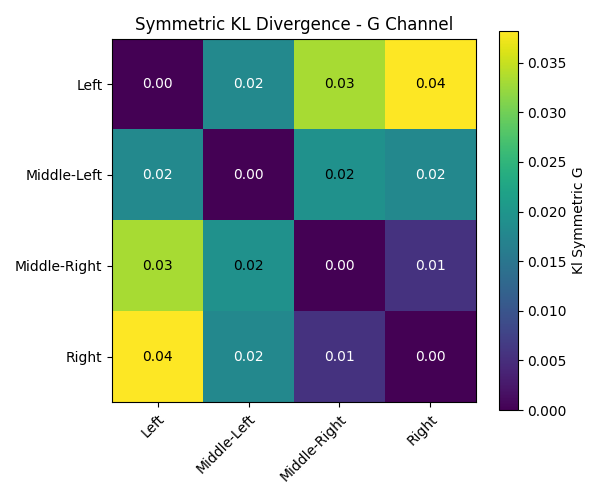 Symmetric KL Divergence - G Channel
Left
0.00 0.02 0.03 0.04
Middle-Left
0.02 0.00 0.02 0.02
Middle-Right
0.03 0.02 0.00 0.01
Right
0.04 0.02 0.01 0.00
Left Middle-Left Middle-Right Right
0.035
0.030
0.025
0.020
0.015
0.010
0.005
0.000
Kl Symmetric G